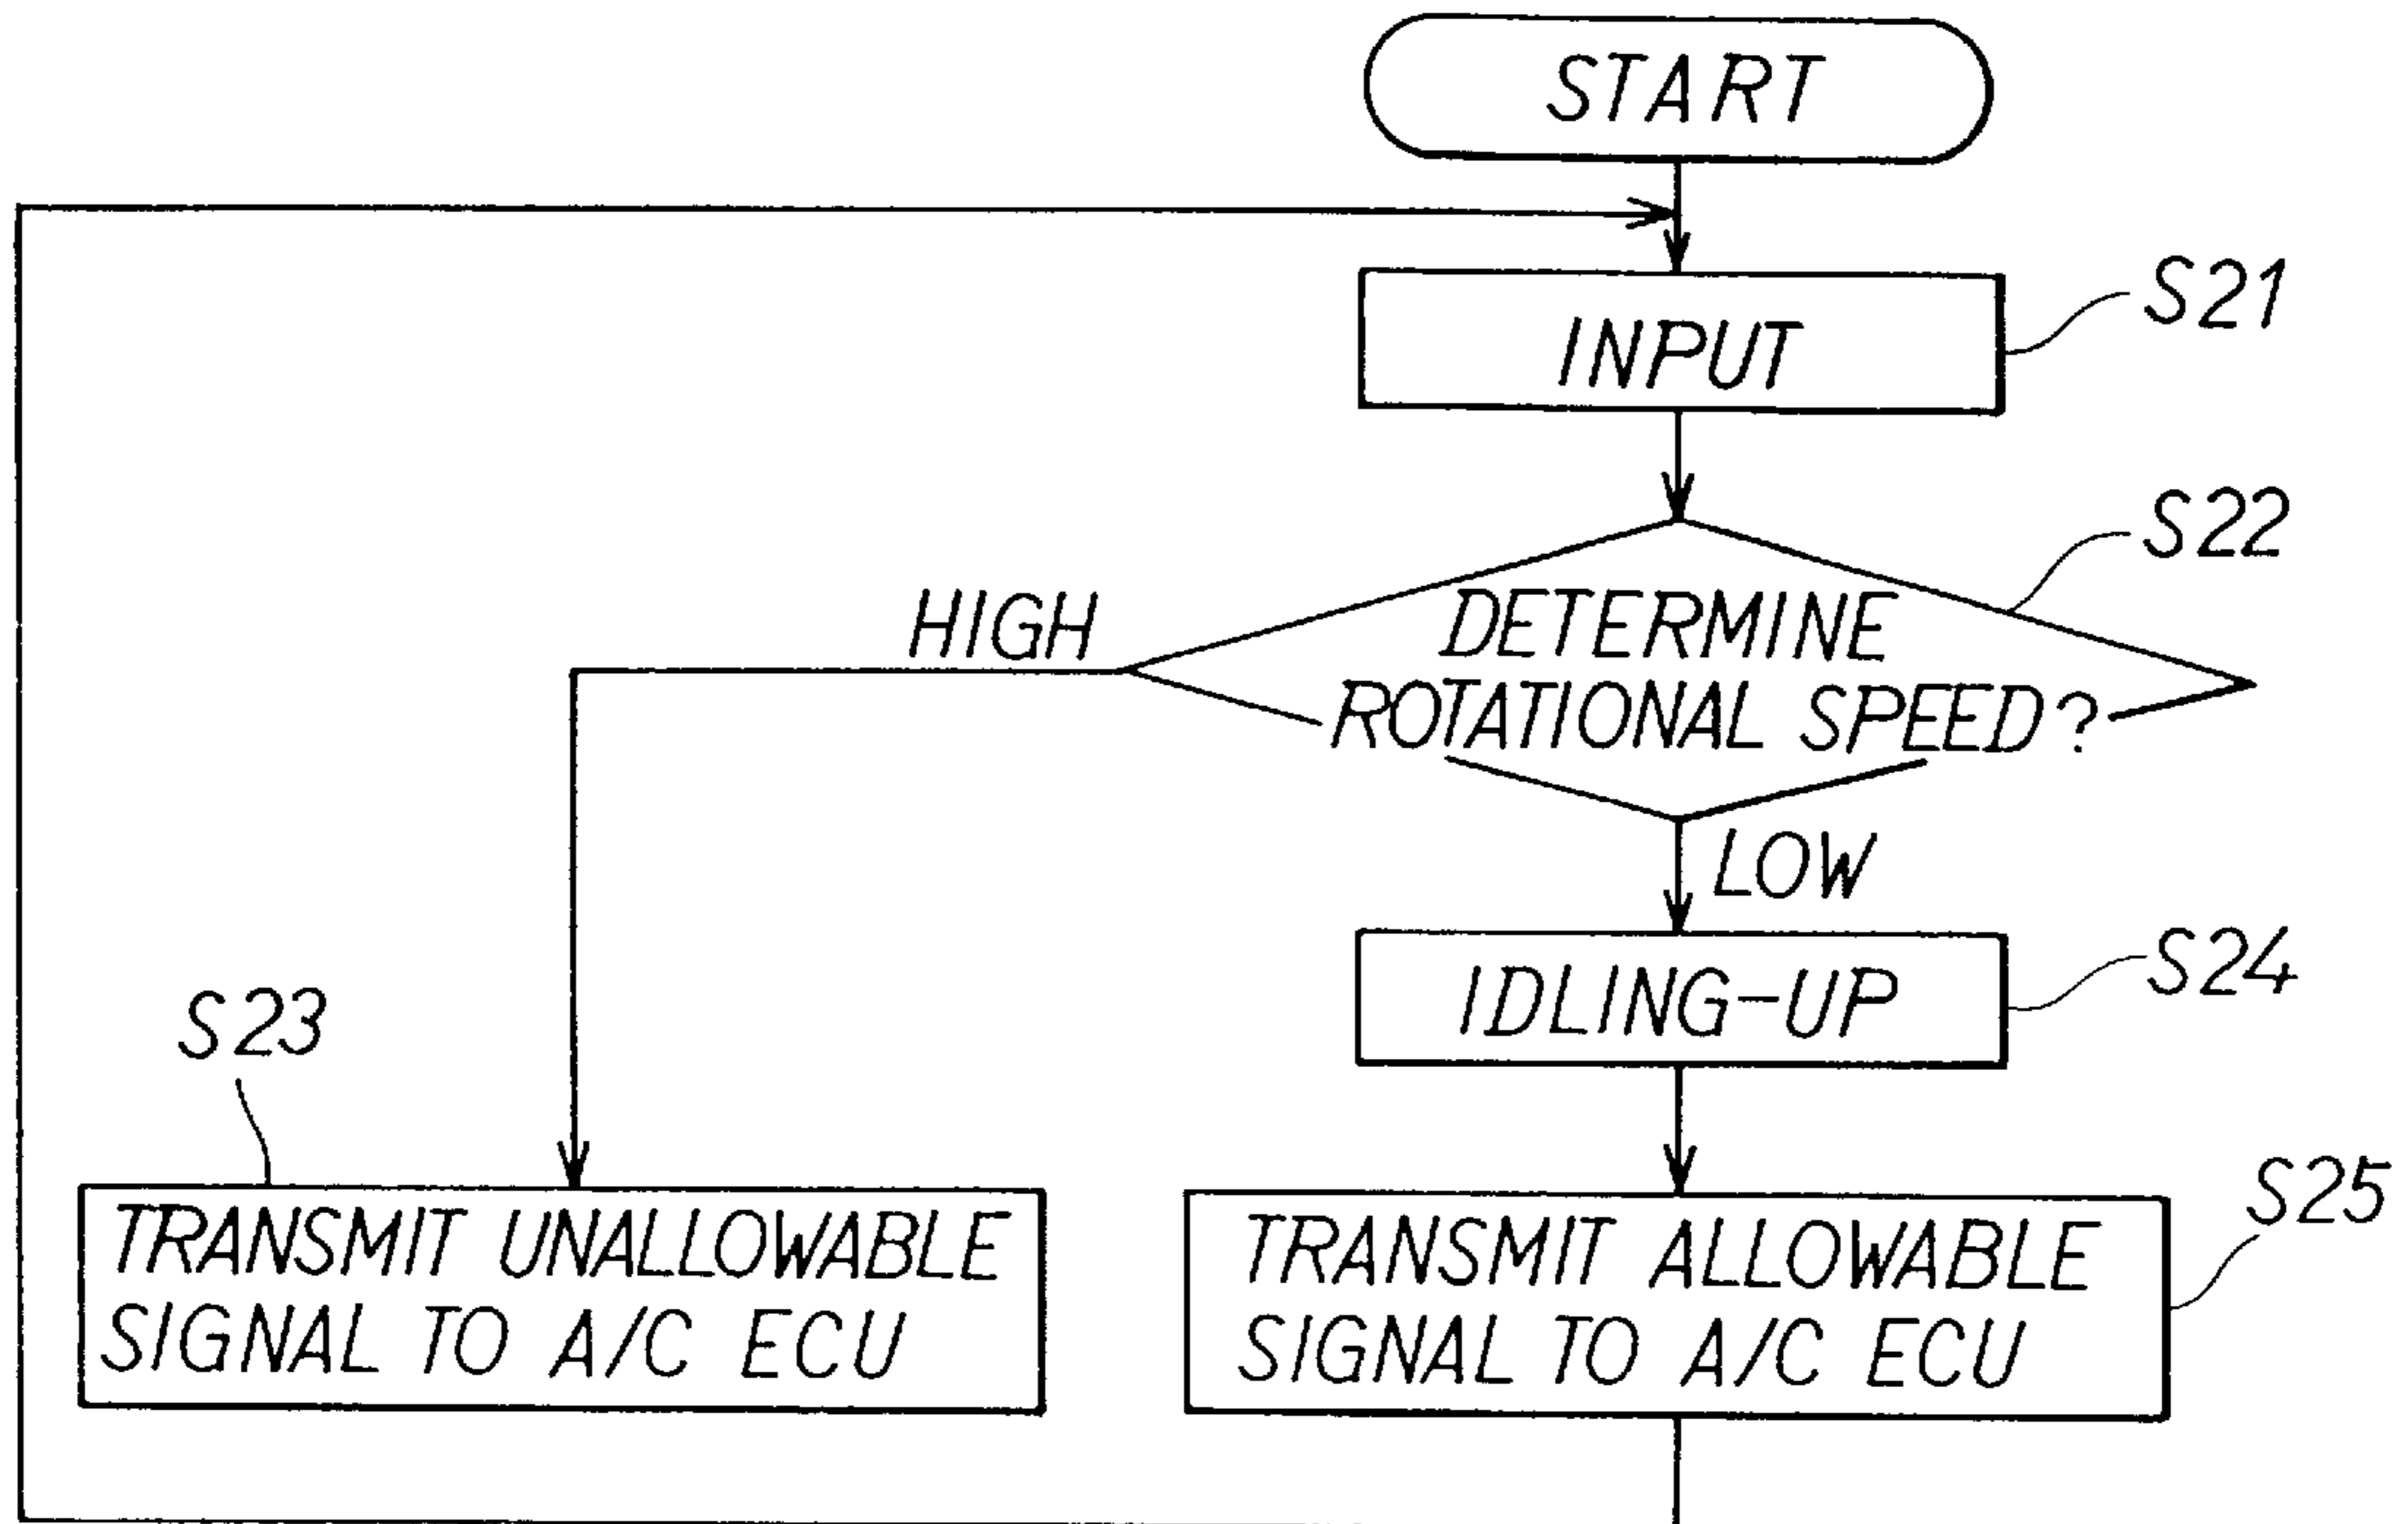 START
INPUT
S21
S22
HIGH
DETERMINE
ROTATIONAL SPEED?
LOW
IDLING-UP
S24
S23
TRANSMIT UNALLOWABLE
SIGNAL TO A/C ECU
TRANSMIT ALLOWABLE
SIGNAL TO A/C ECU
S25